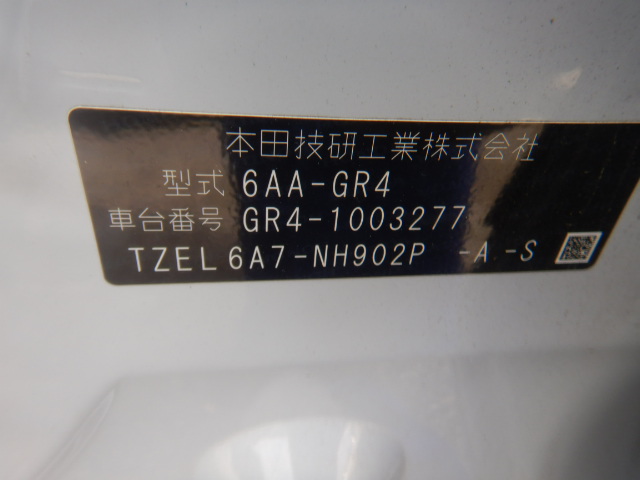 本田技研工業株式会社
型式 6AA-GR4
車台番号 GR4-1003277
TZEL6A7-NH902P -A-S